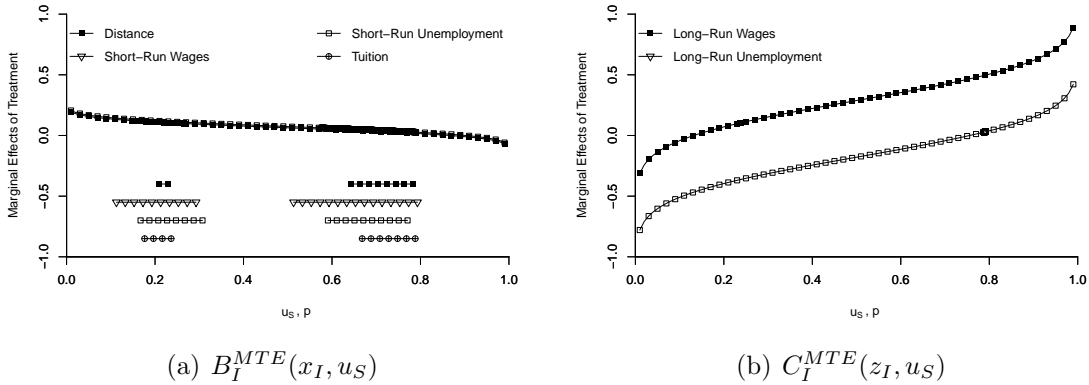 1.0
0.5
0.0
−0.5
−1.0
Marginal Effects of Treatment
Distance
Short−Run Wages
Short−Run Unemployment
Tuition
0.0 0.2 0.4 0.6 0.8 1.0
u_S , p
(a) B_I^{MTE}(x_I, u_S)
1.0
0.5
0.0
−0.5
−1.0
Marginal Effects of Treatment
Long−Run Wages
Long−Run Unemployment
0.0 0.2 0.4 0.6 0.8 1.0
u_S , p
(b) C_I^{MTE}(z_I, u_S)